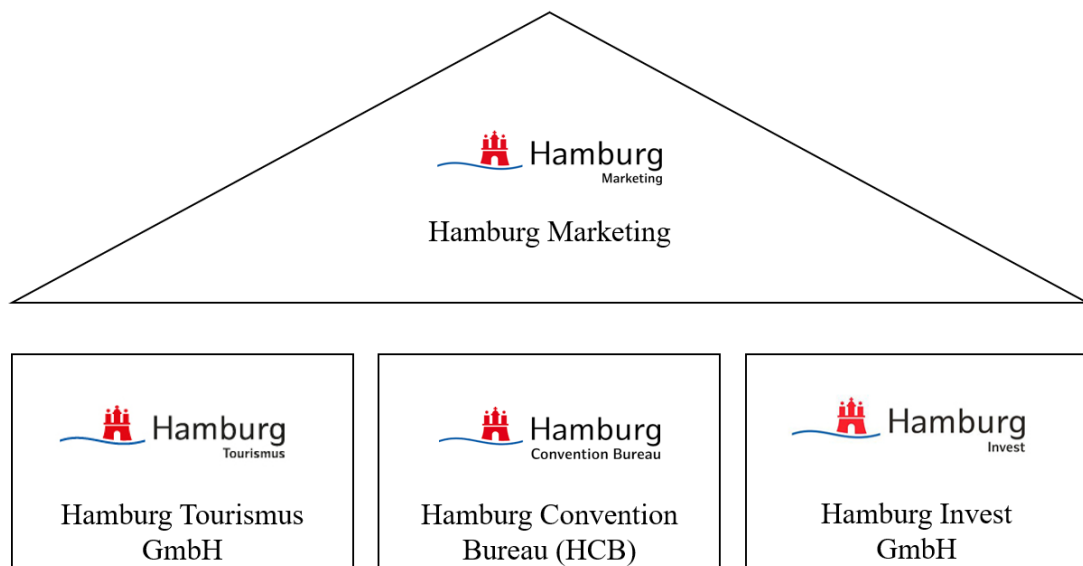 Hamburg
Marketing
Hamburg Marketing
Hamburg
Tourismus
Hamburg Tourismus
GmbH
Hamburg
Convention Bureau
Hamburg Convention
Bureau (HCB)
Hamburg
Invest
Hamburg Invest
GmbH